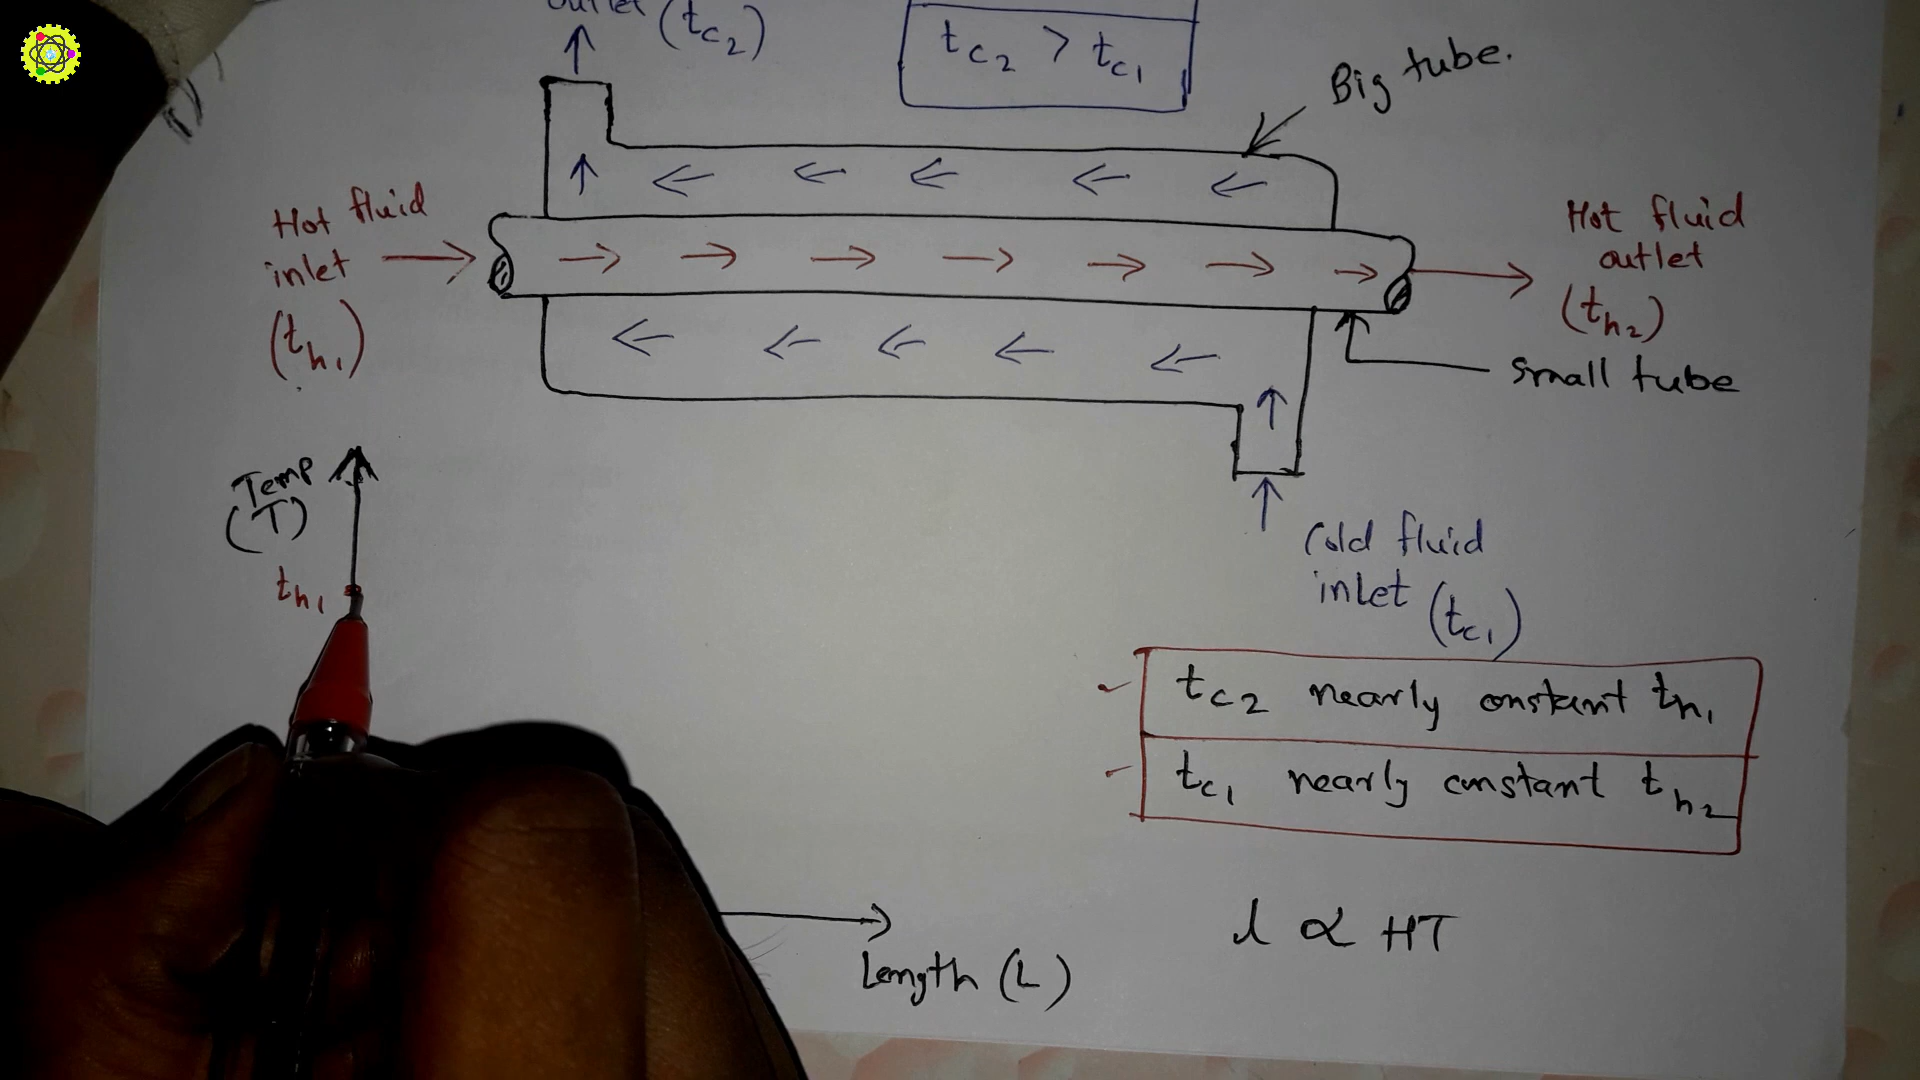 outlet (tc2)
tc2 > tc1
Big tube.
Hot fluid
inlet
(th1)
Hot fluid
outlet
(th2)
Small tube
Temp
(T)
th1
Cold fluid
inlet (tc1)
tc2 nearly constant th1
tc1 nearly constant th2
l ∝ HT
Length (L)